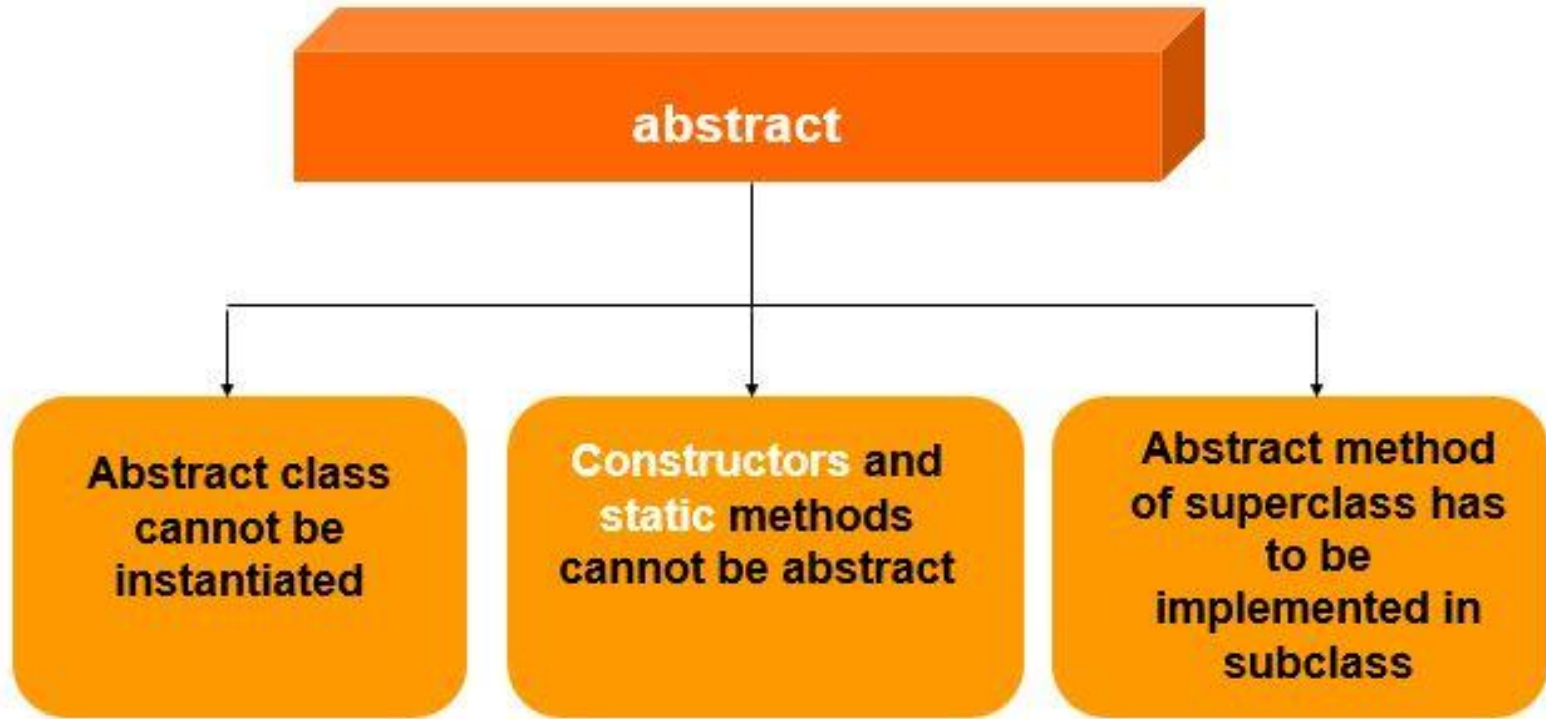 abstract
Abstract class
cannot be
instantiated
Constructors and
static methods
cannot be abstract
Abstract method
of superclass has
to be
implemented in
subclass